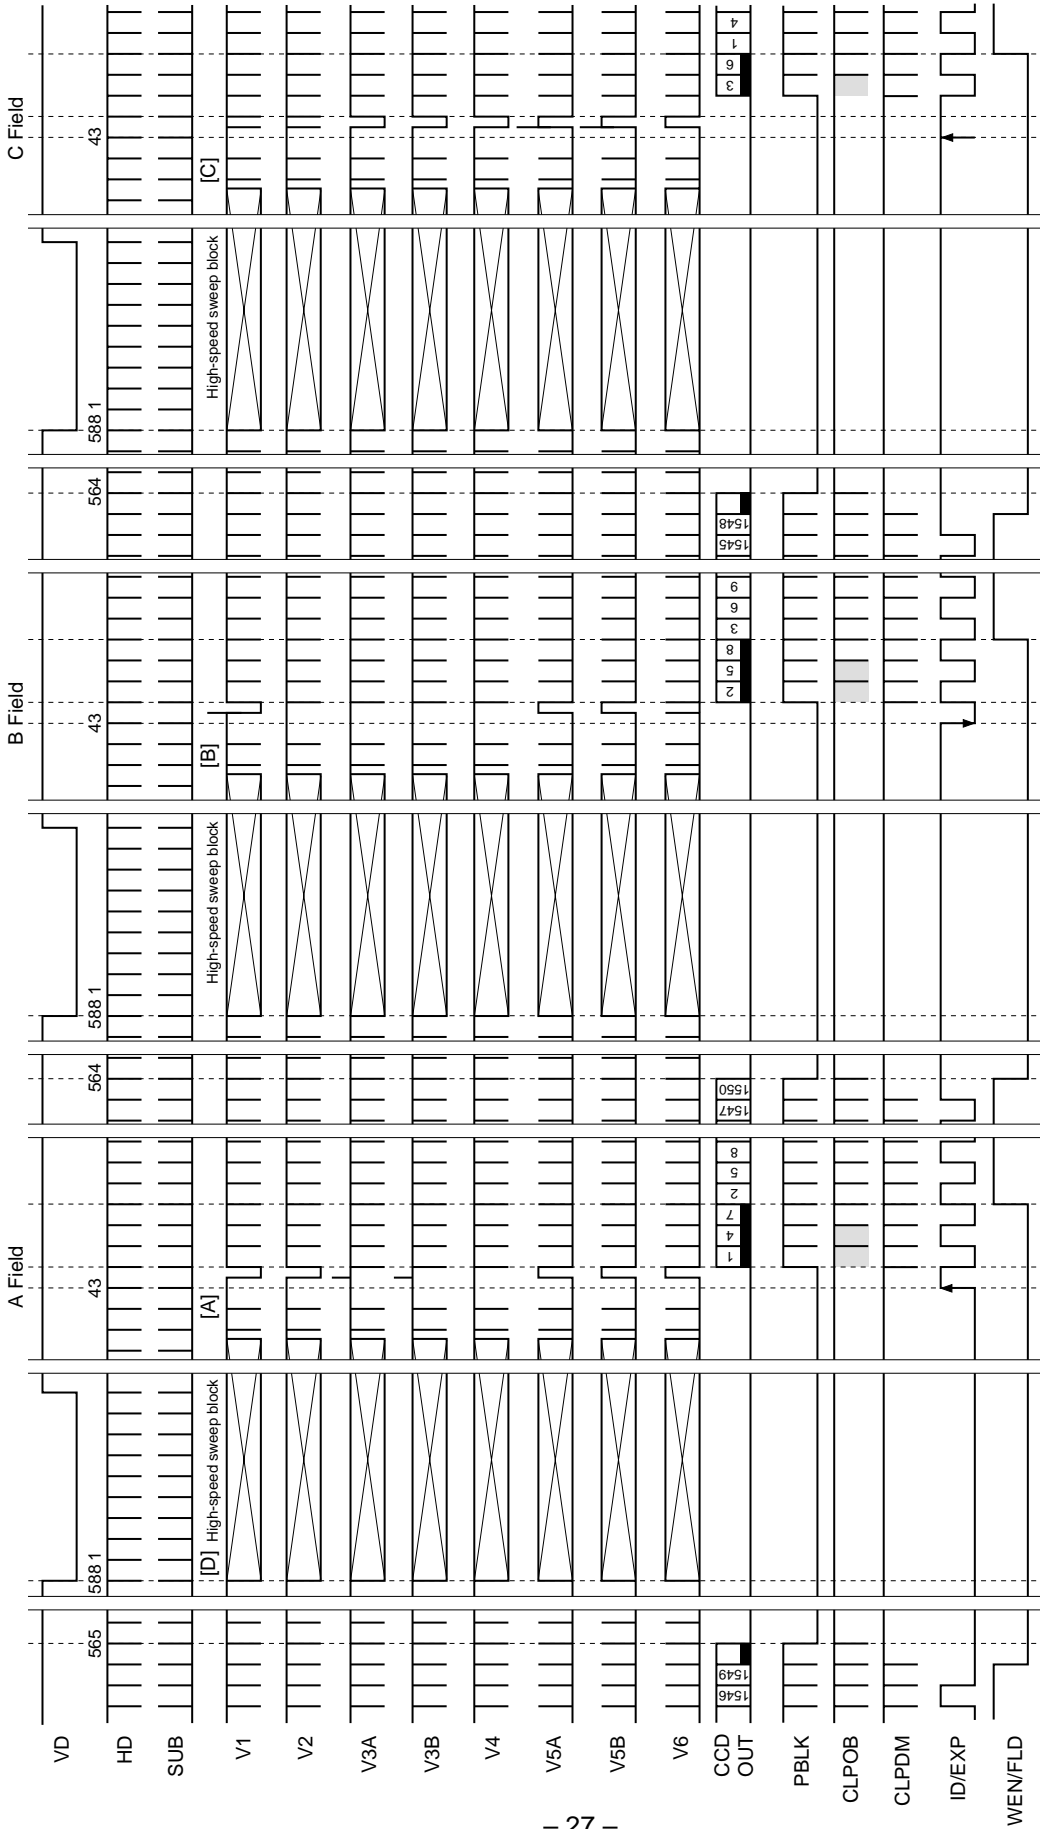 A Field
B Field
C Field
VD
565
588 1
43
564
588 1
43
564
588 1
43
HD
SUB
[D] High-speed sweep block
[A]
High-speed sweep block
[B]
High-speed sweep block
[C]
V1
V2
V3A
V3B
V4
V5A
V5B
V6
CCD
OUT
1546 1549
1 4 7 2 5 8
1547 1550
2 5 8 3 6 9
1545 1548
3 6 1 4
PBLK
CLPOB
CLPDM
ID/EXP
WEN/FLD
– 27 –